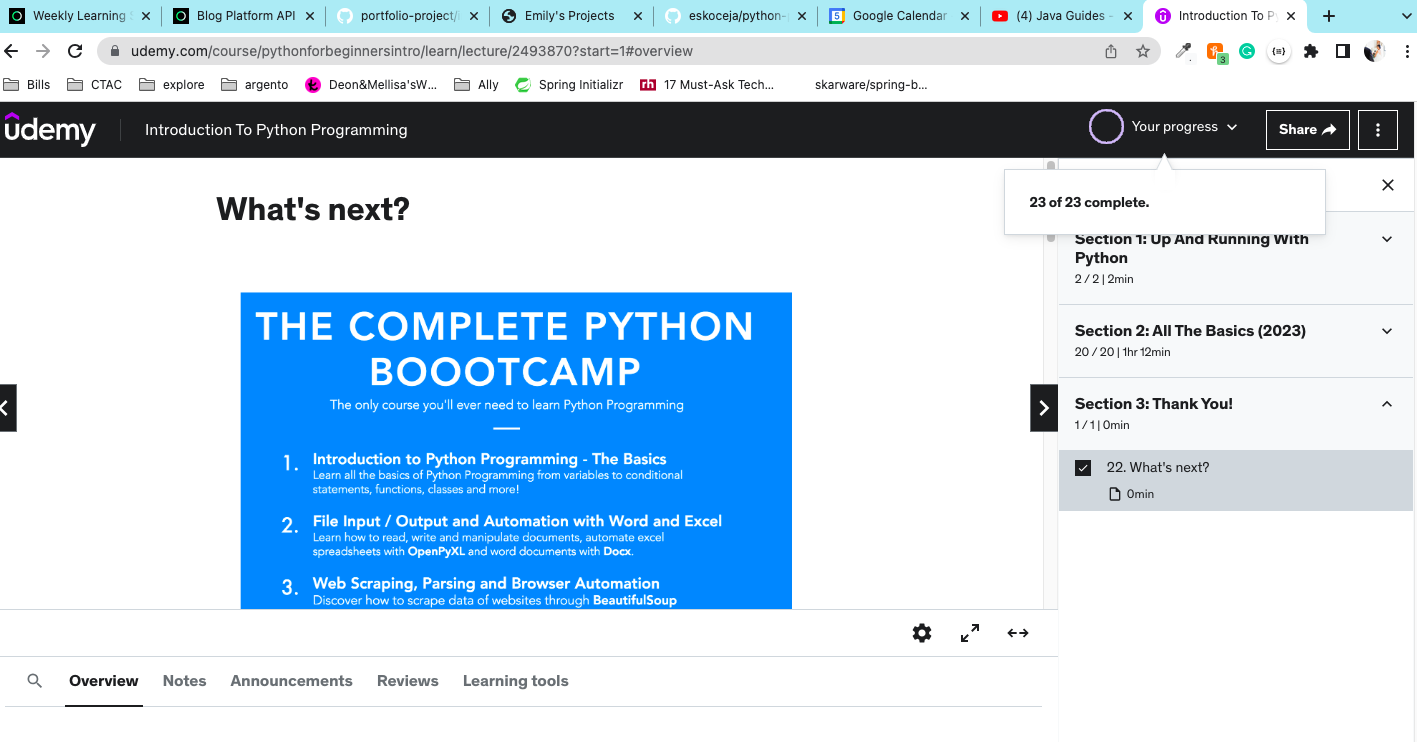 Weekly Learning S
Blog Platform API
portfolio-project/
Emily's Projects
eskoceja/python-
Google Calendar
(4) Java Guides -
Introduction To Py
udemy.com/course/pythonforbeginnersintro/learn/lecture/2493870?start=1#overview
3
Bills
CTAC
explore
argento
Deon&Mellisa'sW...
Ally
Spring Initializr
rh
17 Must-Ask Tech...
skarware/spring-b...
udemy
Introduction To Python Programming
Your progress
Share
23 of 23 complete.
What's next?
THE COMPLETE PYTHON
BOOOTCAMP
The only course you'll ever need to learn Python Programming
1. Introduction to Python Programming - The Basics
Learn all the basics of Python Programming from variables to conditional
statements, functions, classes and more!
2. File Input / Output and Automation with Word and Excel
Learn how to read, write and manipulate documents, automate excel
spreadsheets with OpenPyXL and word documents with Docx.
3. Web Scraping, Parsing and Browser Automation
Discover how to scrape data of websites through BeautifulSoup
Section 1: Up And Running With
Python
2 / 2 | 2min
Section 2: All The Basics (2023)
20 / 20 | 1hr 12min
Section 3: Thank You!
1 / 1 | 0min
22. What's next?
0min
Overview
Notes
Announcements
Reviews
Learning tools